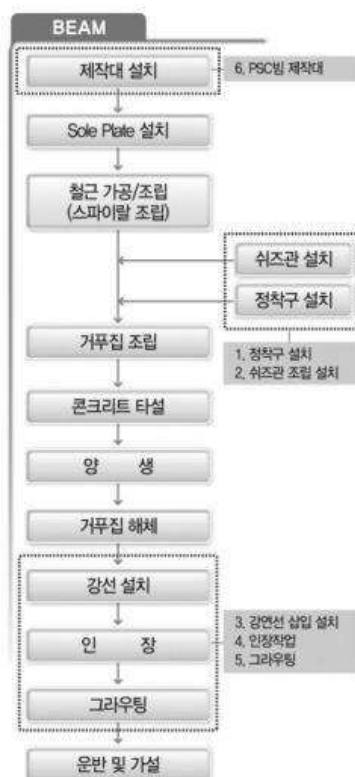 BEAM
제작대 설치
6. PSC빔 제작대
Sole Plate 설치
철근 가공/조립
(스파이랄 조립)
쉬즈관 설치
정착구 설치
1. 정착구 설치
2. 쉬즈관 조립 설치
거푸집 조립
콘크리트 타설
양 생
거푸집 해체
강선 설치
인 장
그라우팅
3. 강연선 삽입 설치
4. 인장작업
5. 그라우팅
운반 및 가설